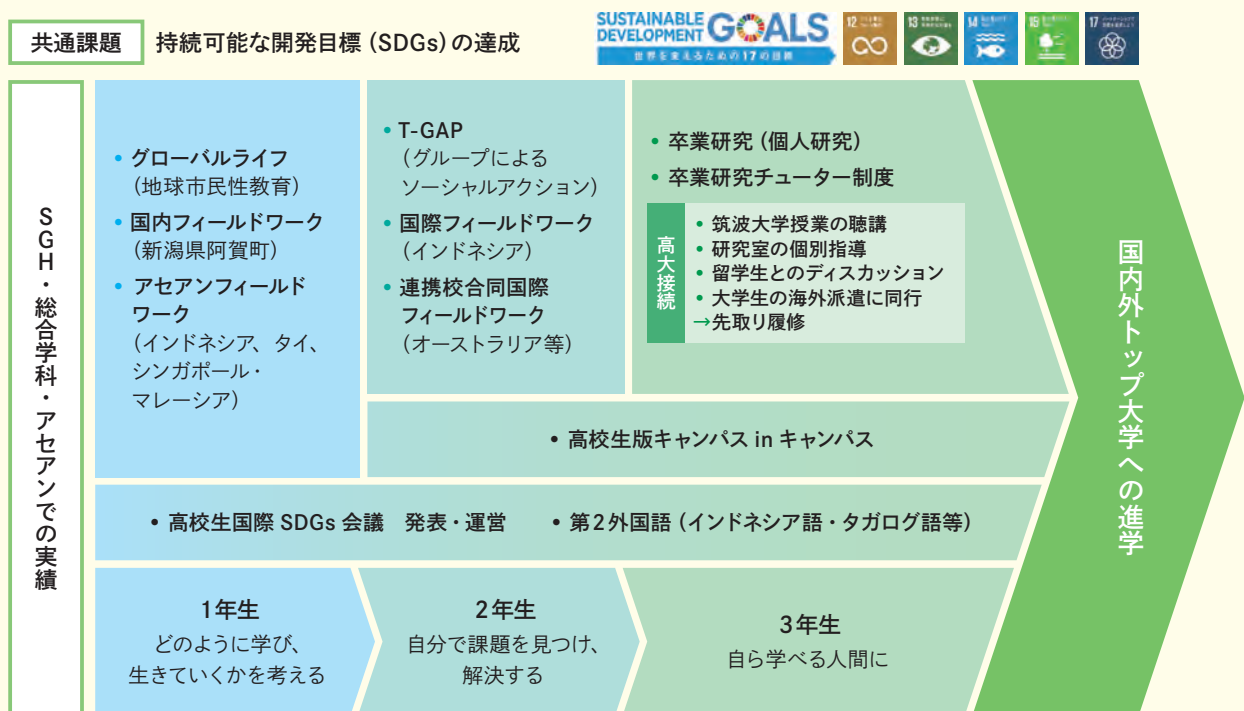 共通課題
持続可能な開発目標（SDGs）の達成
SUSTAINABLE
DEVELOPMENT GOALS
世界を変えるための17の目標
12
13
14
15
17
SGH・総合学科・アセアンでの実績
• グローバルライフ
（地球市民性教育）
• 国内フィールドワーク
（新潟県阿賀町）
• アセアンフィールド
ワーク
（インドネシア、タイ、
シンガポール・
マレーシア）
• T-GAP
（グループによる
ソーシャルアクション）
• 国際フィールドワーク
（インドネシア）
• 連携校合同国際
フィールドワーク
（オーストラリア等）
• 卒業研究（個人研究）
• 卒業研究チューター制度
高大接続
• 筑波大学授業の聴講
• 研究室の個別指導
• 留学生とのディスカッション
• 大学生の海外派遣に同行
→先取り履修
• 高校生版キャンパス in キャンパス
• 高校生国際 SDGs 会議　発表・運営　• 第2外国語（インドネシア語・タガログ語等）
1年生
どのように学び、
生きていくかを考える
2年生
自分で課題を見つけ、
解決する
3年生
自ら学べる人間に
国内外トップ大学への進学